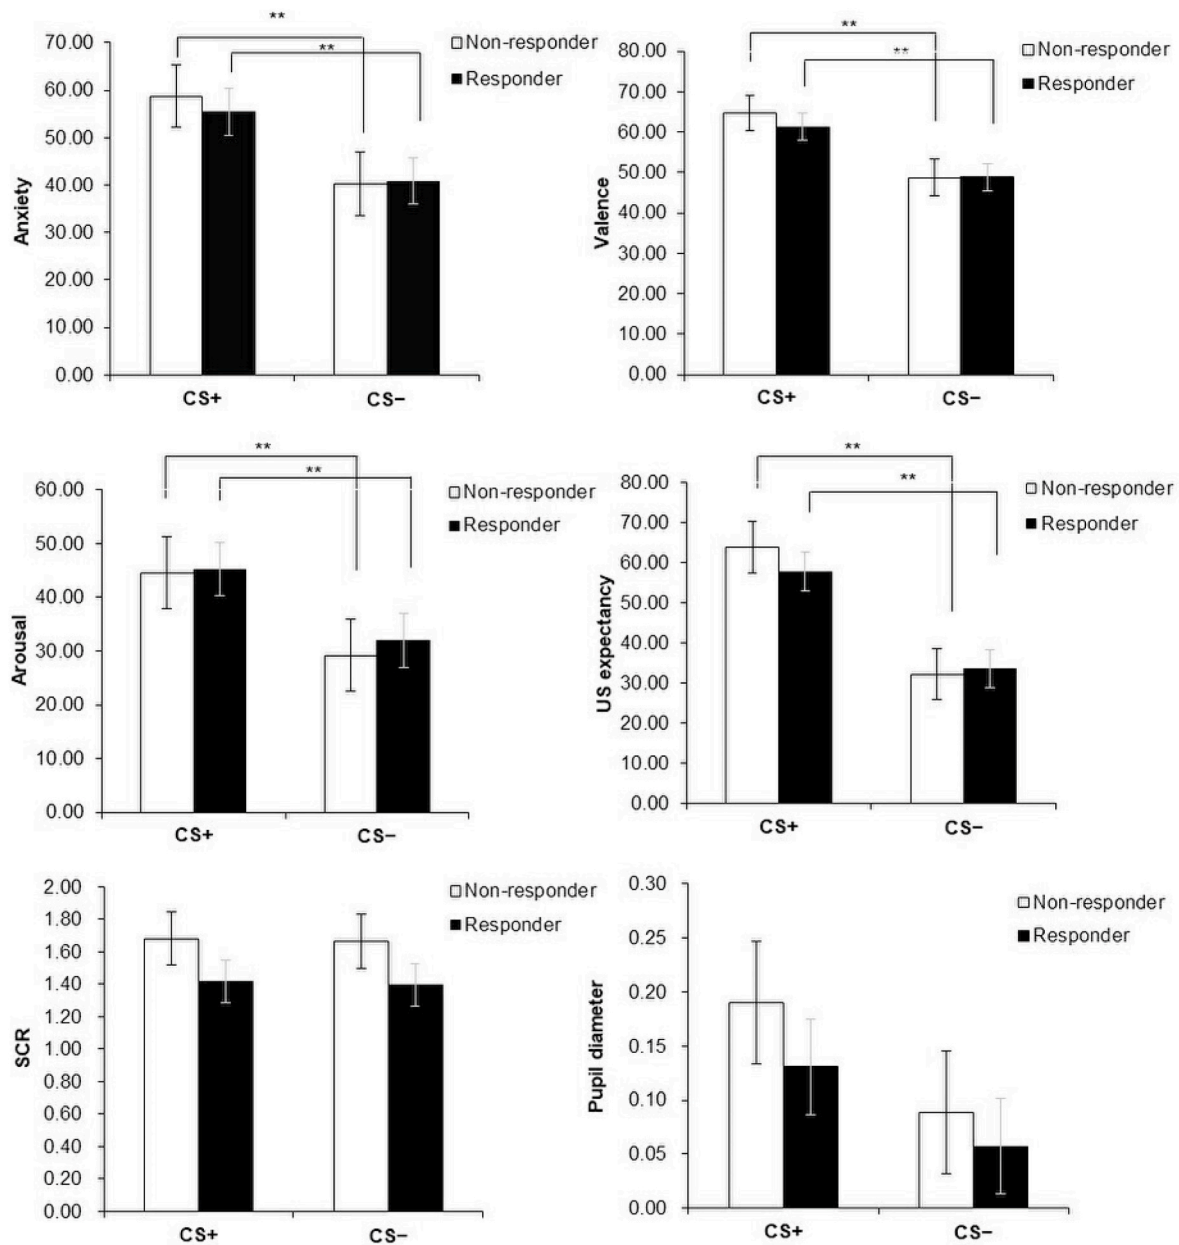 **
**
70.00
60.00
50.00
40.00
30.00
20.00
10.00
0.00
Anxiety
CS+
CS−
Non-responder
Responder
**
**
80.00
70.00
60.00
50.00
40.00
30.00
20.00
10.00
0.00
Valence
CS+
CS−
Non-responder
Responder
**
**
60.00
50.00
40.00
30.00
20.00
10.00
0.00
Arousal
CS+
CS−
Non-responder
Responder
**
**
80.00
70.00
60.00
50.00
40.00
30.00
20.00
10.00
0.00
US expectancy
CS+
CS−
Non-responder
Responder
2.00
1.80
1.60
1.40
1.20
1.00
0.80
0.60
0.40
0.20
0.00
SCR
CS+
CS−
Non-responder
Responder
0.30
0.25
0.20
0.15
0.10
0.05
0.00
Pupil diameter
CS+
CS−
Non-responder
Responder